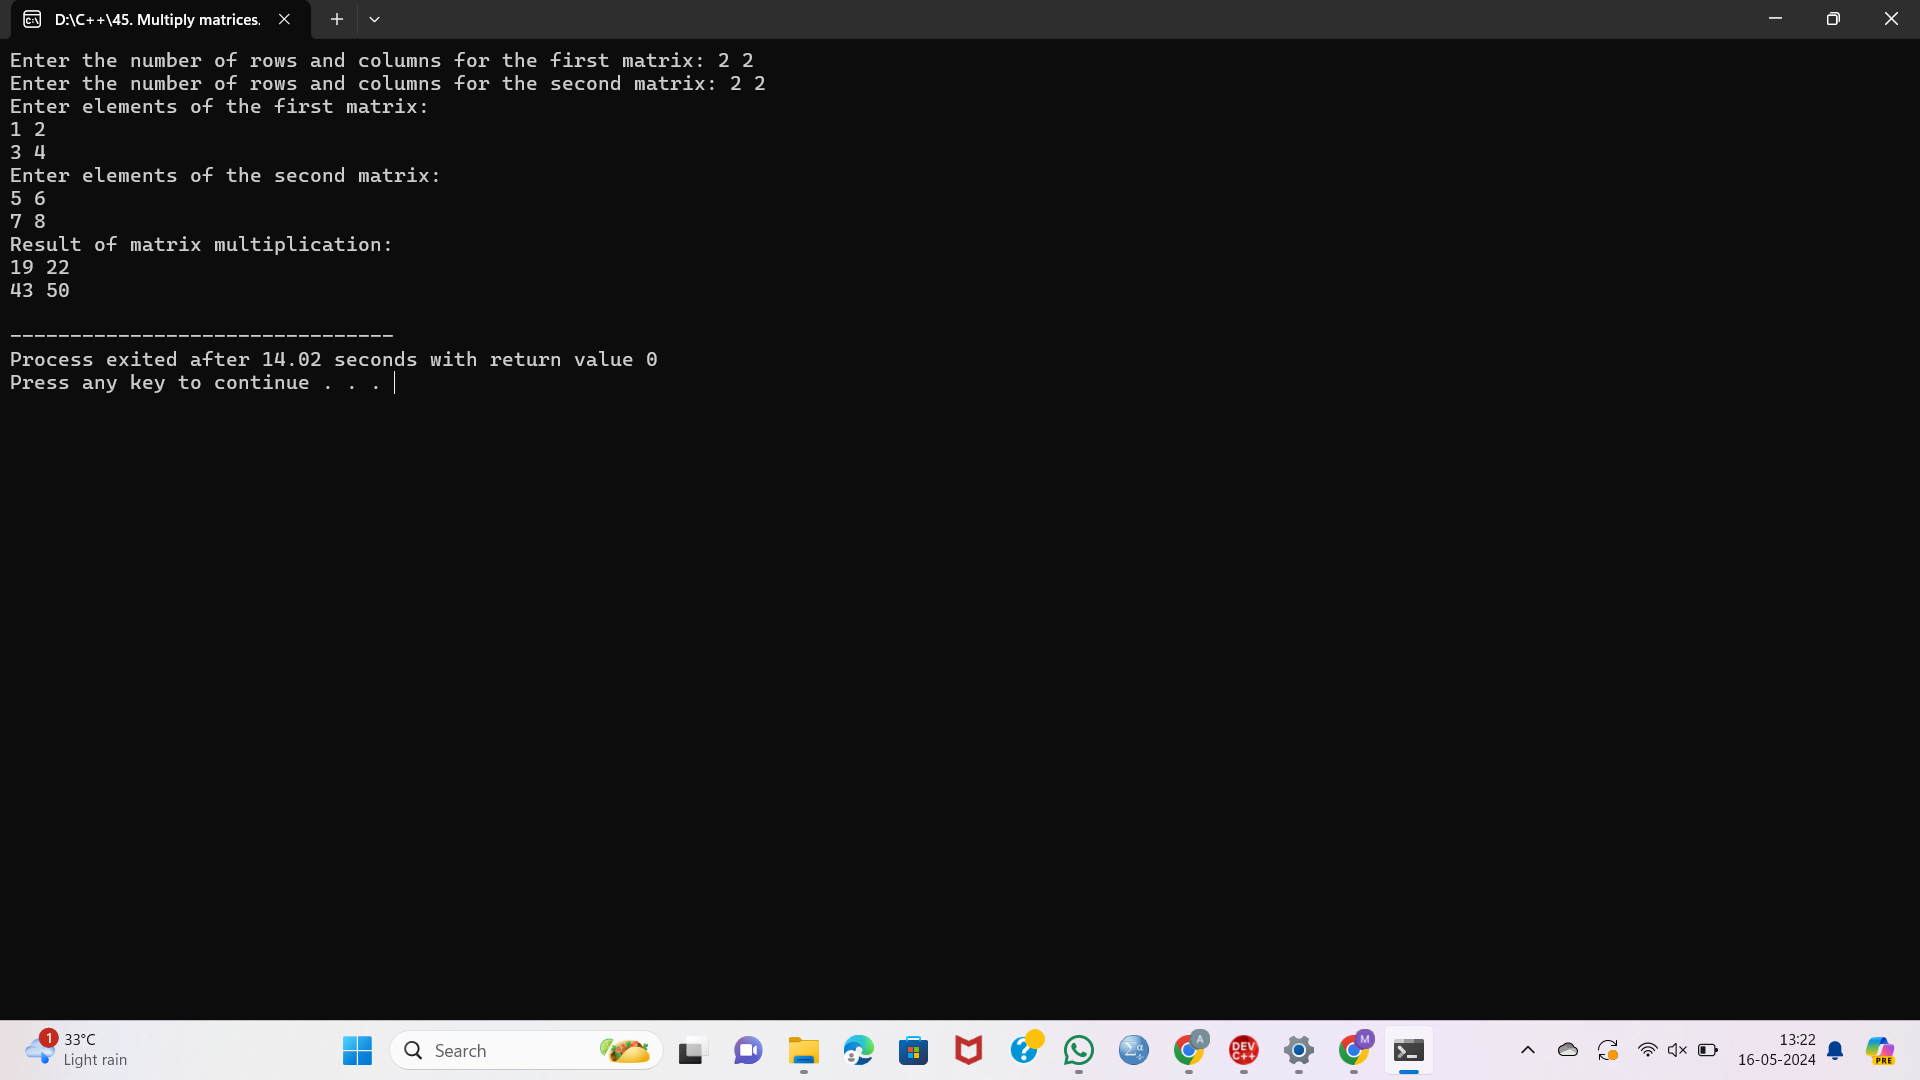 D:\C++\45. Multiply matrices.
Enter the number of rows and columns for the first matrix: 2 2
Enter the number of rows and columns for the second matrix: 2 2
Enter elements of the first matrix:
1 2
3 4
Enter elements of the second matrix:
5 6
7 8
Result of matrix multiplication:
19 22
43 50
--------------------------------
Process exited after 14.02 seconds with return value 0
Press any key to continue . . .
1
33°C
Light rain
Search
A
DEV
C++
M
13:22
16-05-2024
PRE